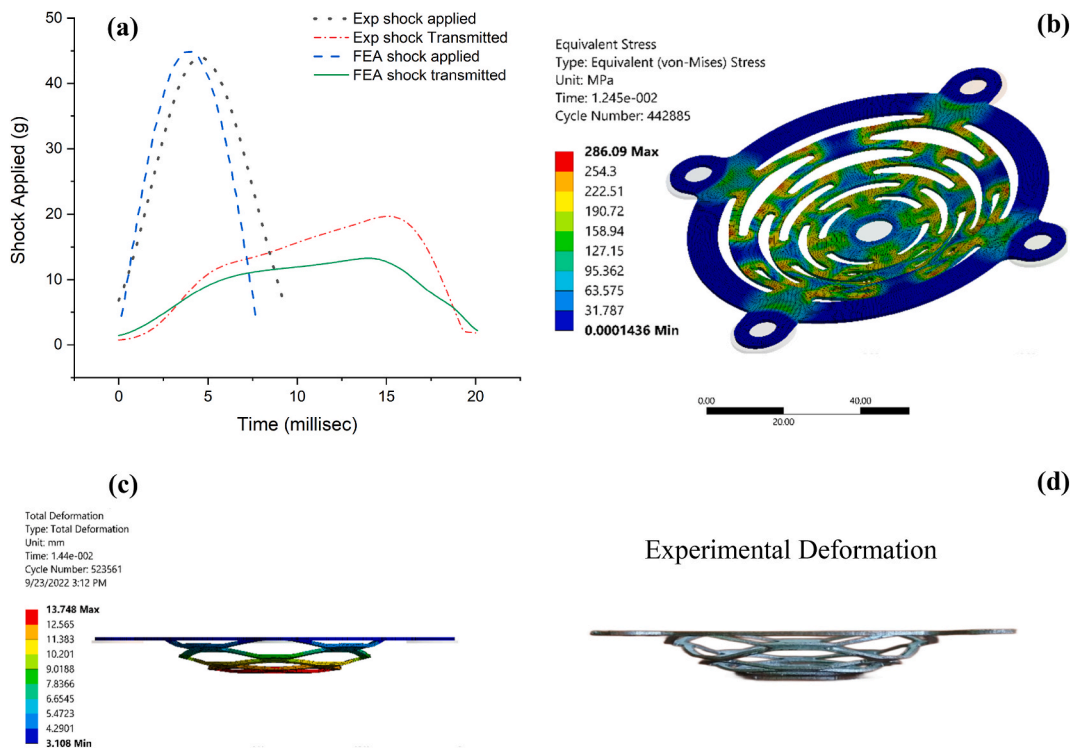 (a)
Exp shock applied
Exp shock Transmitted
FEA shock applied
FEA shock transmitted
50
40
30
20
10
0
Shock Applied (g)
0
5
10
15
20
Time (millisec)
(b)
Equivalent Stress
Type: Equivalent (von-Mises) Stress
Unit: MPa
Time: 1.245e-002
Cycle Number: 442885
286.09 Max
254.3
222.51
190.72
158.94
127.15
95.362
63.575
31.787
0.0001436 Min
0.00
40.00
20.00
(c)
Total Deformation
Type: Total Deformation
Unit: mm
Time: 1.44e-002
Cycle Number: 523561
9/23/2022 3:12 PM
13.748 Max
12.565
11.383
10.201
9.0188
7.8366
6.6545
5.4723
4.2901
3.108 Min
(d)
Experimental Deformation